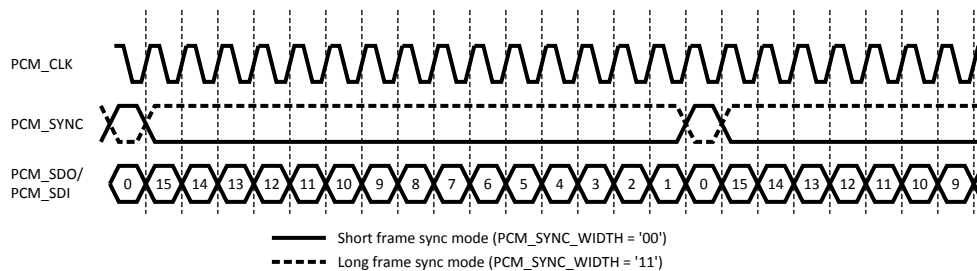 PCM_CLK
PCM_SYNC
PCM_SDO/
PCM_SDI
0 15 14 13 12 11 10 9 8 7 6 5 4 3 2 1 0 15 14 13 12 11 10 9
Short frame sync mode (PCM_SYNC_WIDTH = '00')
Long frame sync mode (PCM_SYNC_WIDTH = '11')